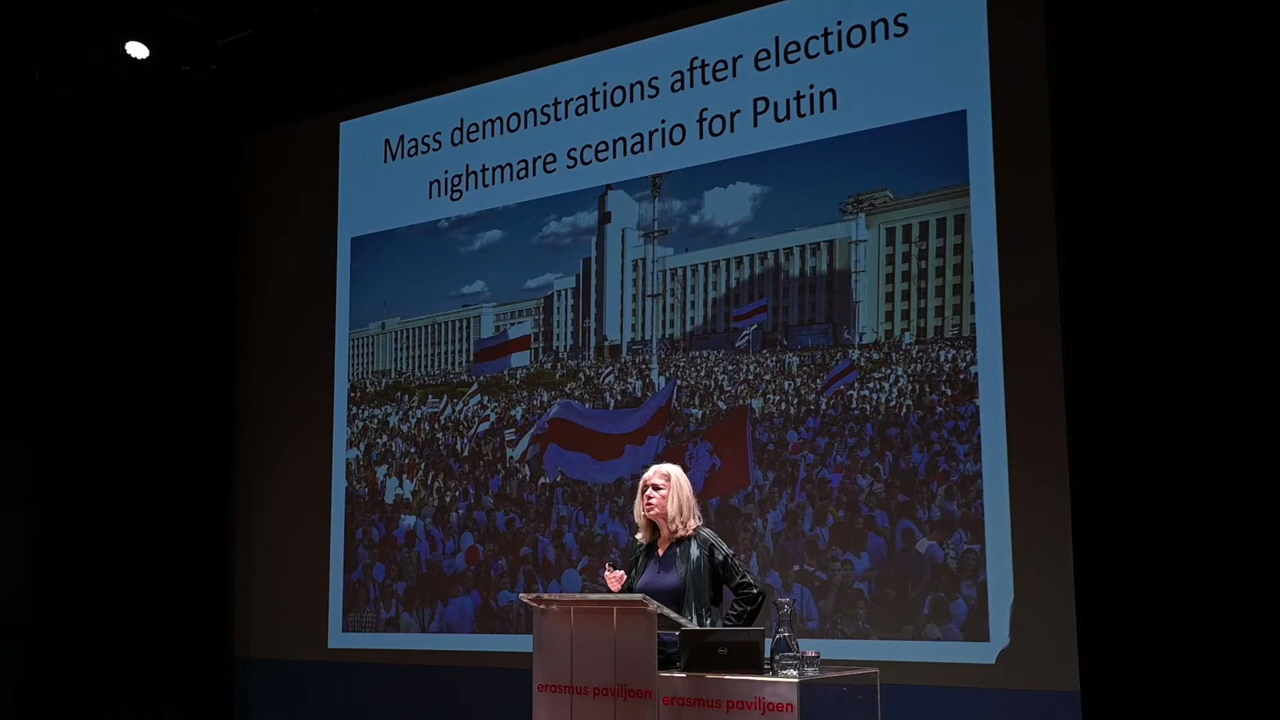 Mass demonstrations after elections
nightmare scenario for Putin
erasmus paviljoen
erasmus paviljoen